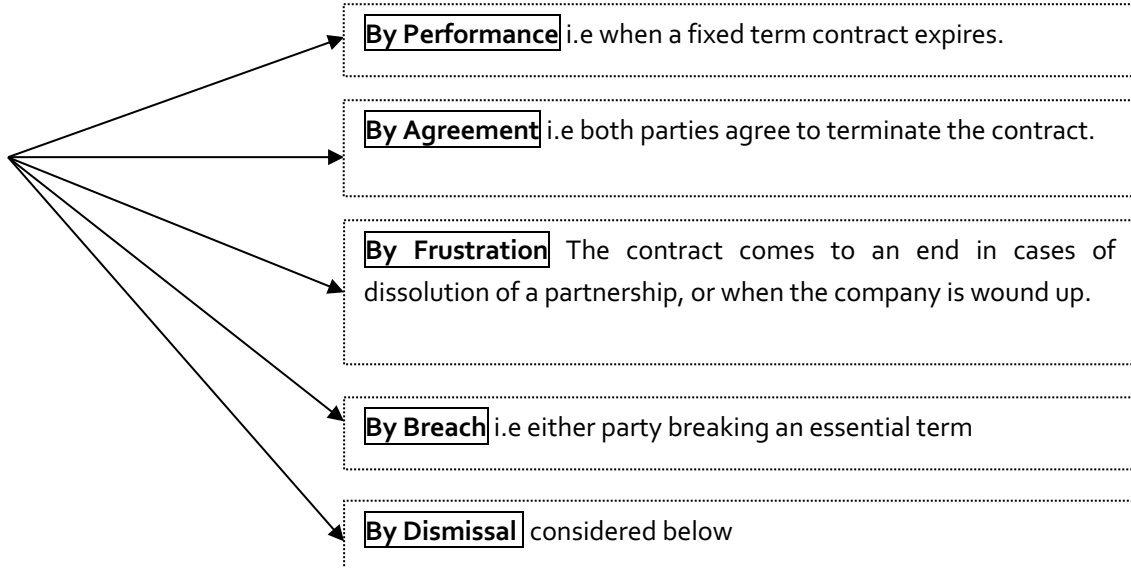 By Performance i.e when a fixed term contract expires.
By Agreement i.e both parties agree to terminate the contract.
By Frustration The contract comes to an end in cases of
dissolution of a partnership, or when the company is wound up.
By Breach i.e either party breaking an essential term
By Dismissal considered below